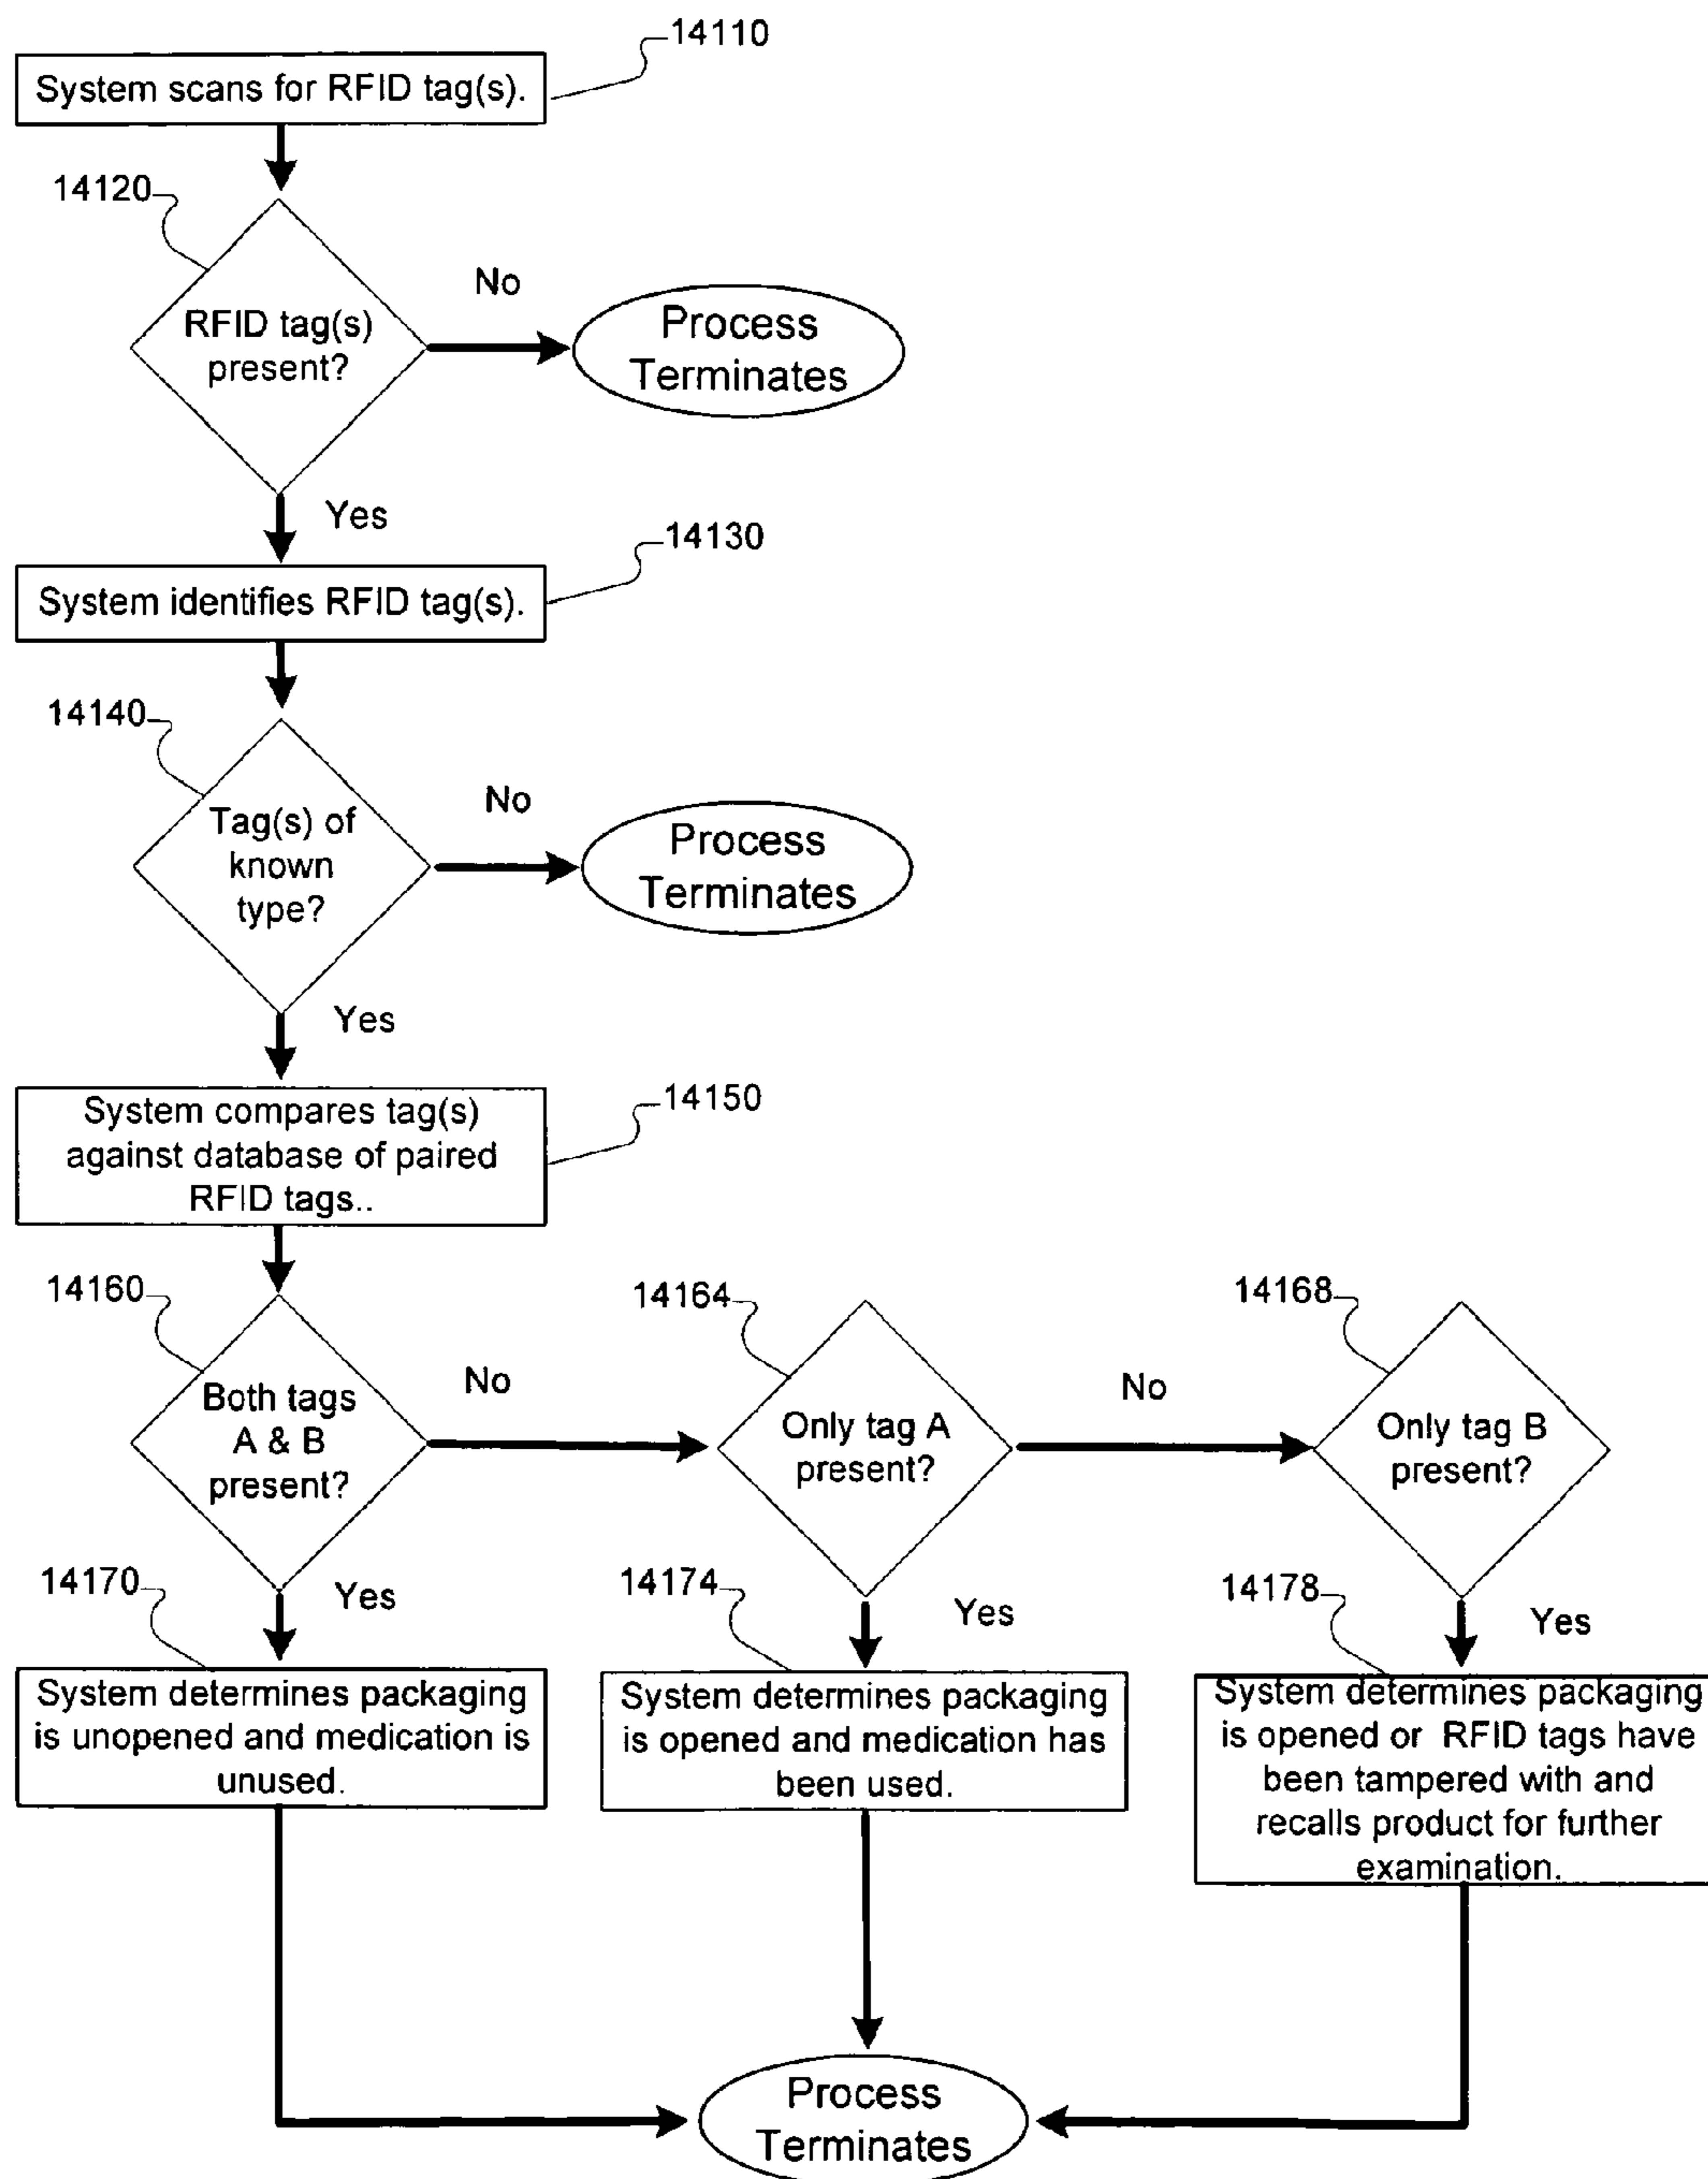 14110
System scans for RFID tag(s).
14120
No
RFID tag(s)
present?
Process
Terminates
Yes
14130
System identifies RFID tag(s).
14140
No
Tag(s) of
known
type?
Process
Terminates
Yes
14150
System compares tag(s)
against database of paired
RFID tags..
14160
No
Both tags
A & B
present?
14164
No
Only tag A
present?
14168
Only tag B
present?
14170
Yes
14174
Yes
14178
Yes
System determines packaging
is unopened and medication is
unused.
System determines packaging
is opened and medication has
been used.
System determines packaging
is opened or RFID tags have
been tampered with and
recalls product for further
examination.
Process
Terminates